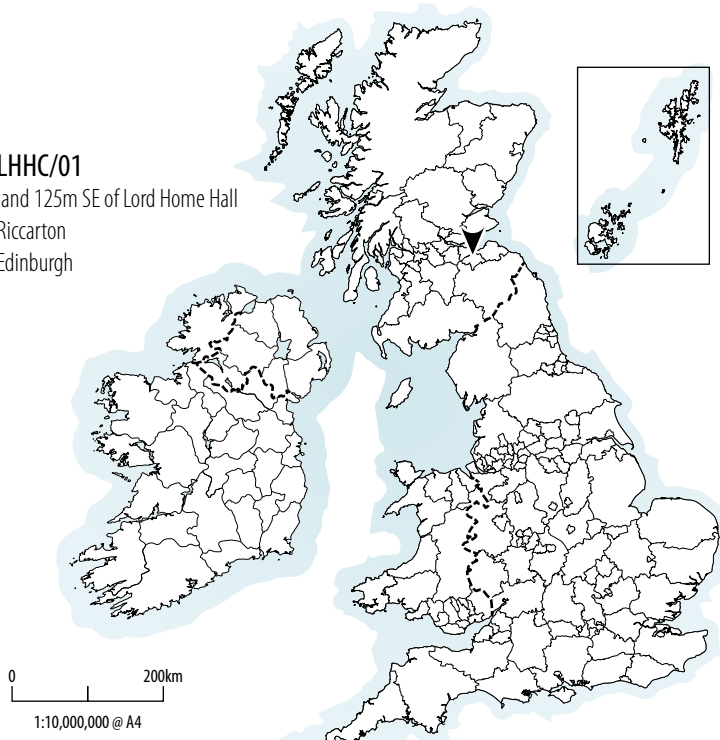 LHHC/01
and 125m SE of Lord Home Hall
Riccarton
Edinburgh
0 200km
1:10,000,000 @ A4